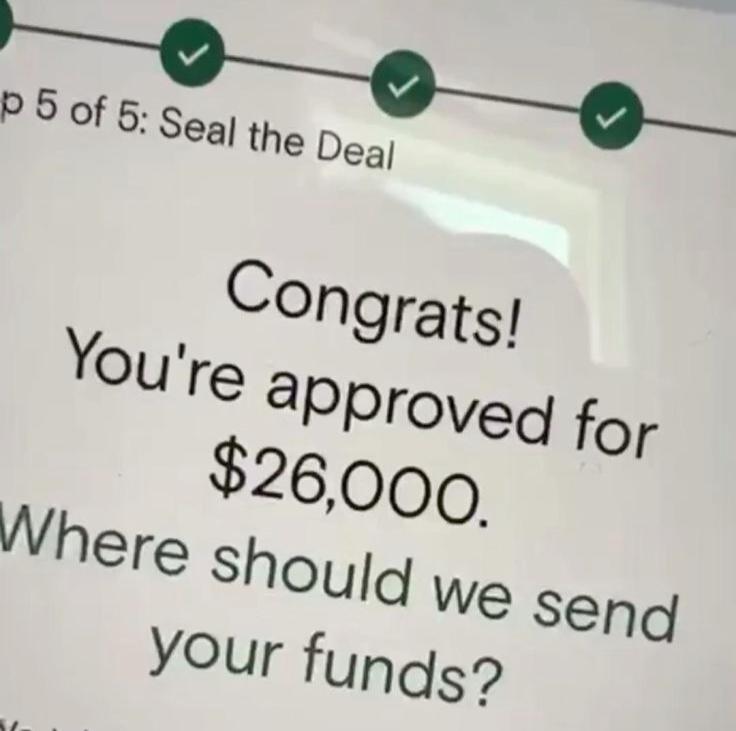 p 5 of 5: Seal the Deal
Congrats!
You're approved for
$26,000.
Where should we send
your funds?